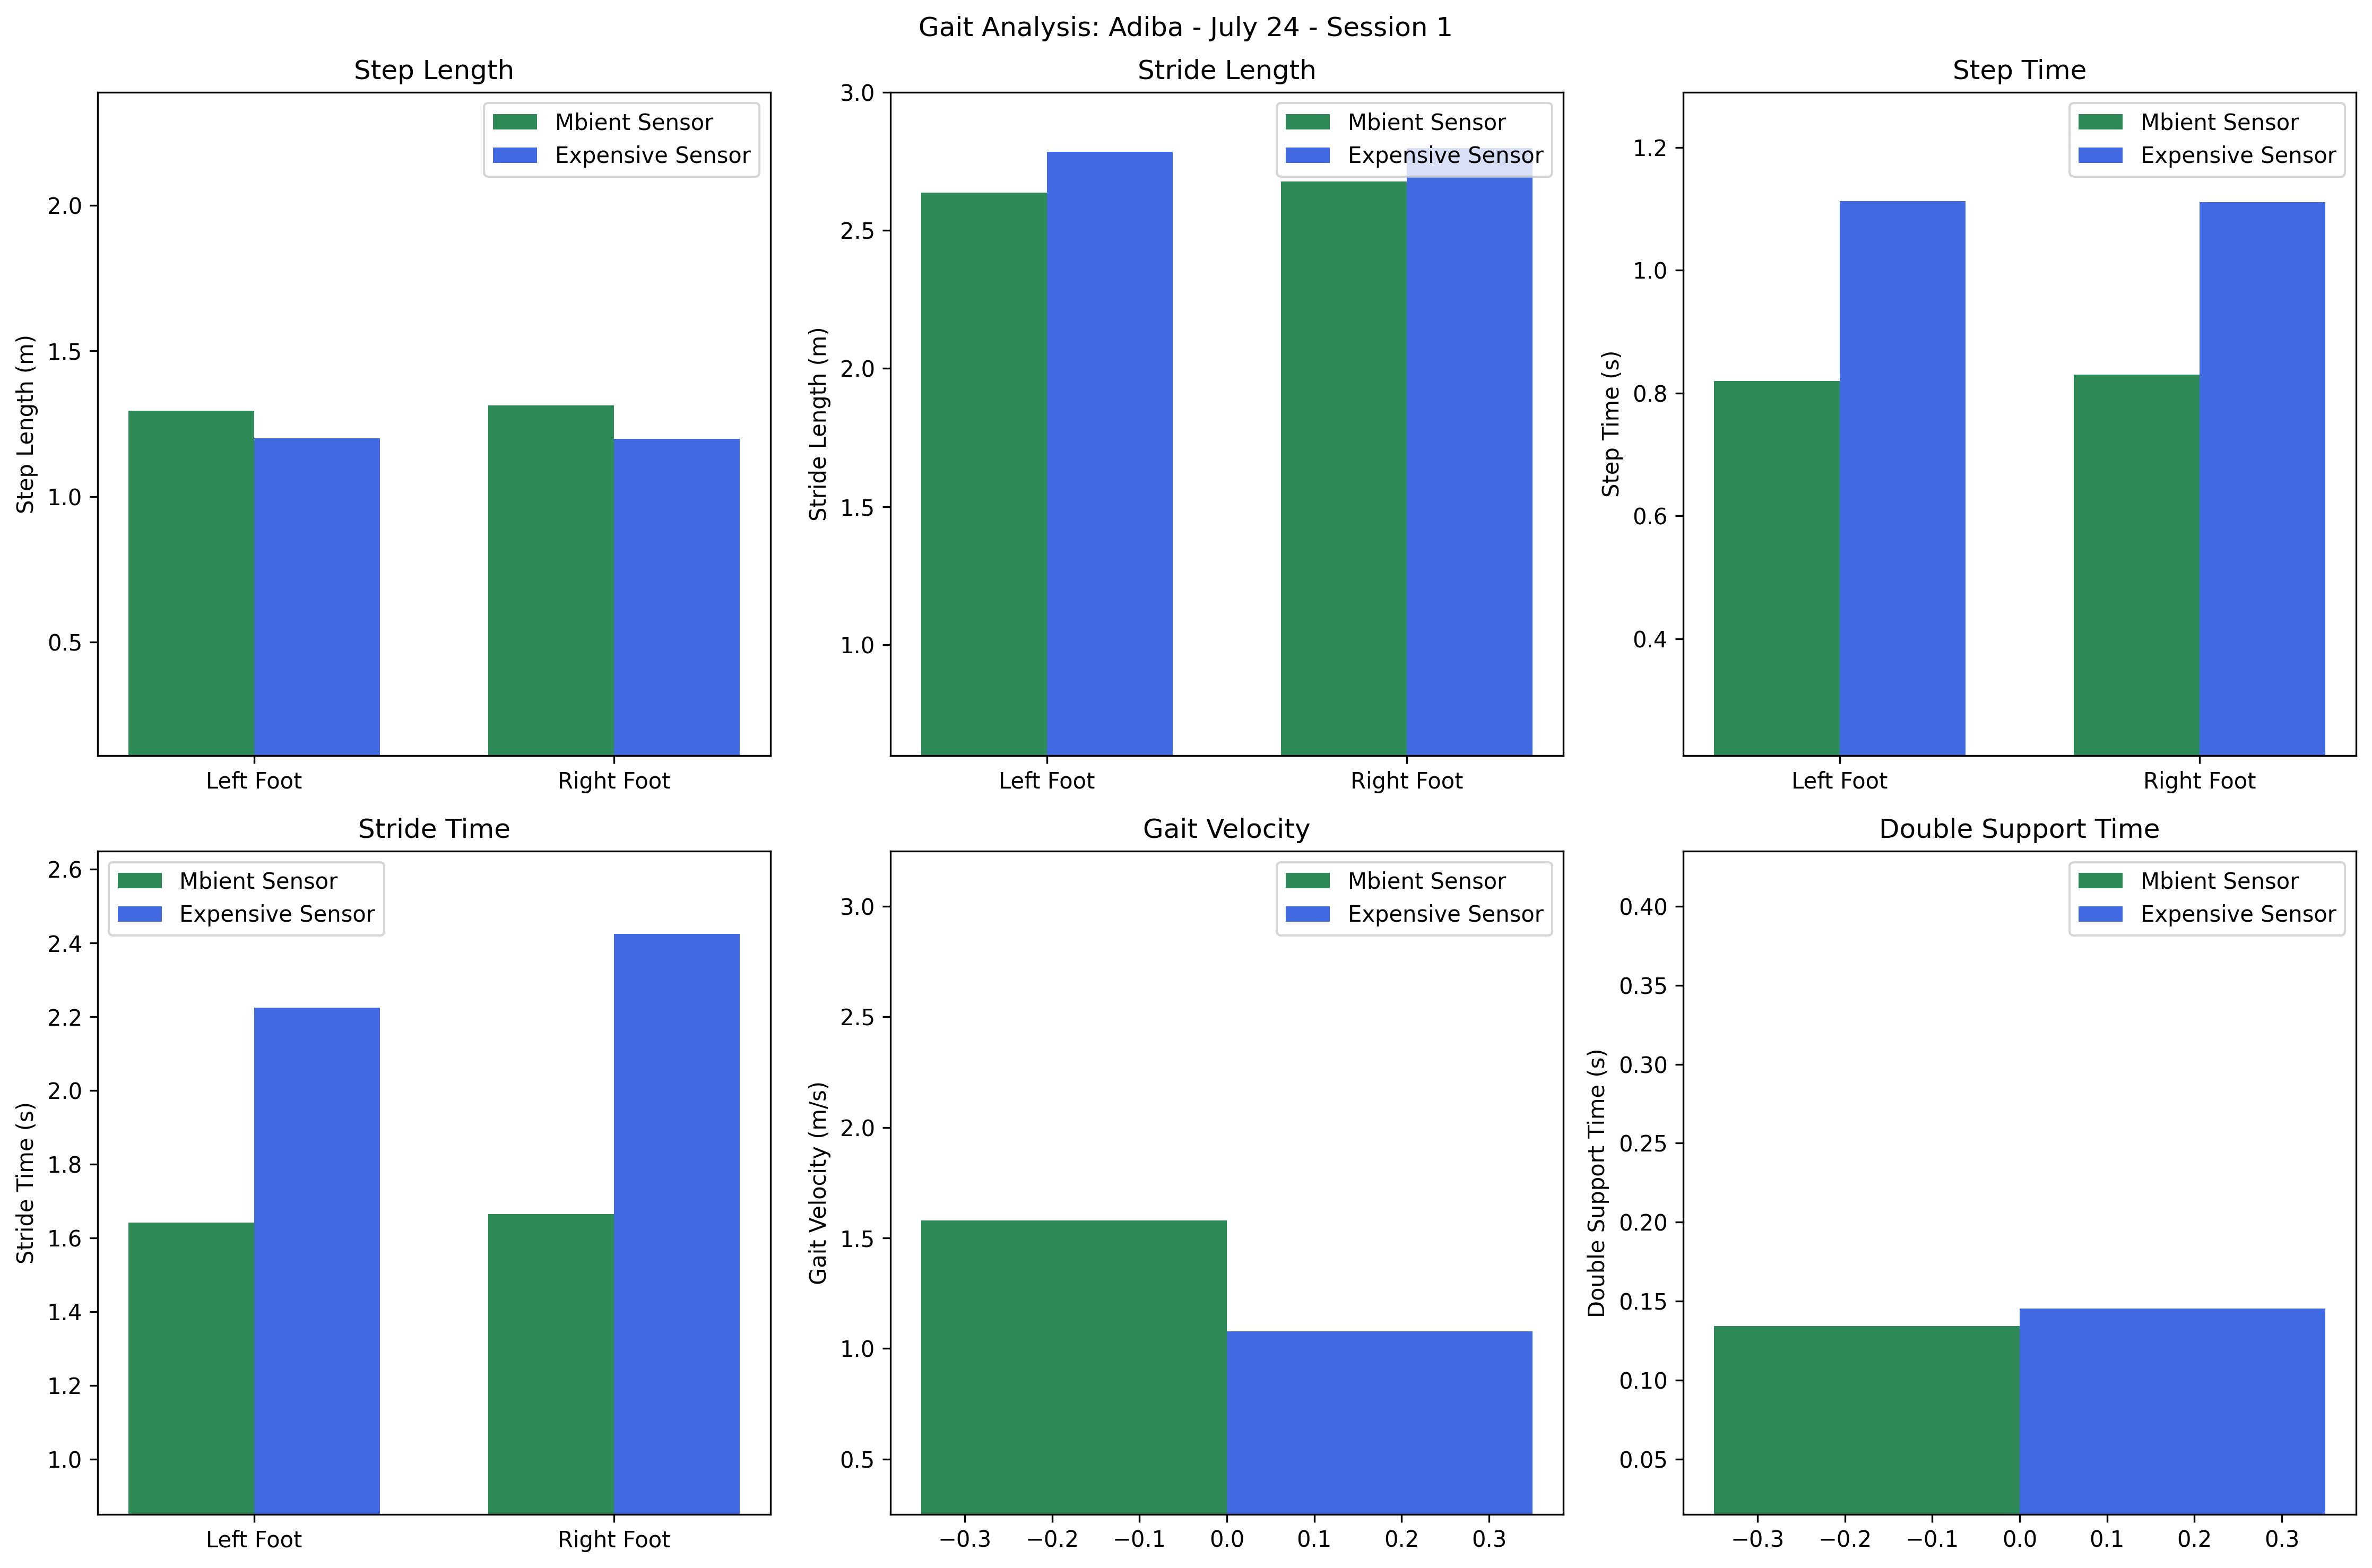 Gait Analysis: Adiba - July 24 - Session 1
Step Length
Step Length (m)
2.0
1.5
1.0
0.5
Mbient Sensor
Expensive Sensor
Left Foot
Right Foot
Stride Length
Stride Length (m)
3.0
2.5
2.0
1.5
1.0
Mbient Sensor
Expensive Sensor
Left Foot
Right Foot
Step Time
Step Time (s)
1.2
1.0
0.8
0.6
0.4
Mbient Sensor
Expensive Sensor
Left Foot
Right Foot
Stride Time
Stride Time (s)
2.6
2.4
2.2
2.0
1.8
1.6
1.4
1.2
1.0
Mbient Sensor
Expensive Sensor
Left Foot
Right Foot
Gait Velocity
Gait Velocity (m/s)
3.0
2.5
2.0
1.5
1.0
0.5
Mbient Sensor
Expensive Sensor
−0.3 −0.2 −0.1 0.0 0.1 0.2 0.3
Double Support Time
Double Support Time (s)
0.40
0.35
0.30
0.25
0.20
0.15
0.10
0.05
Mbient Sensor
Expensive Sensor
−0.3 −0.2 −0.1 0.0 0.1 0.2 0.3